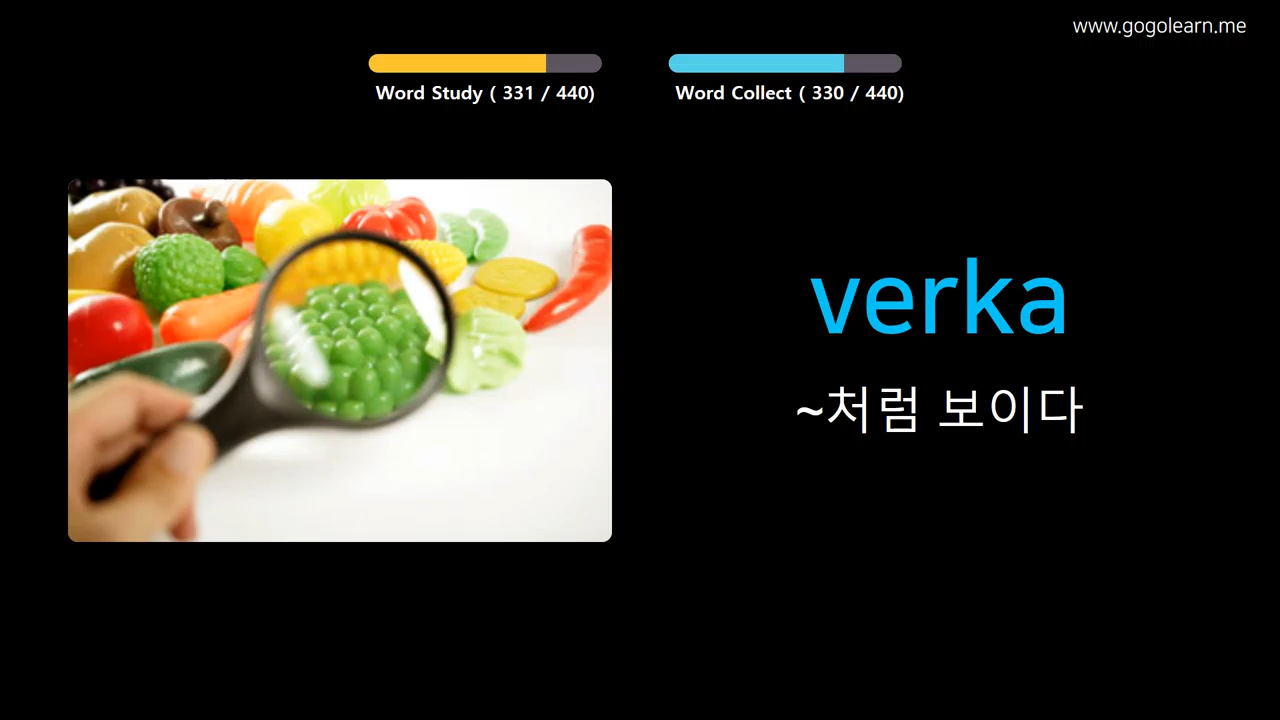 www.gogolearn.me
Word Study ( 331 / 440)
Word Collect ( 330 / 440)
verka
~처럼 보이다